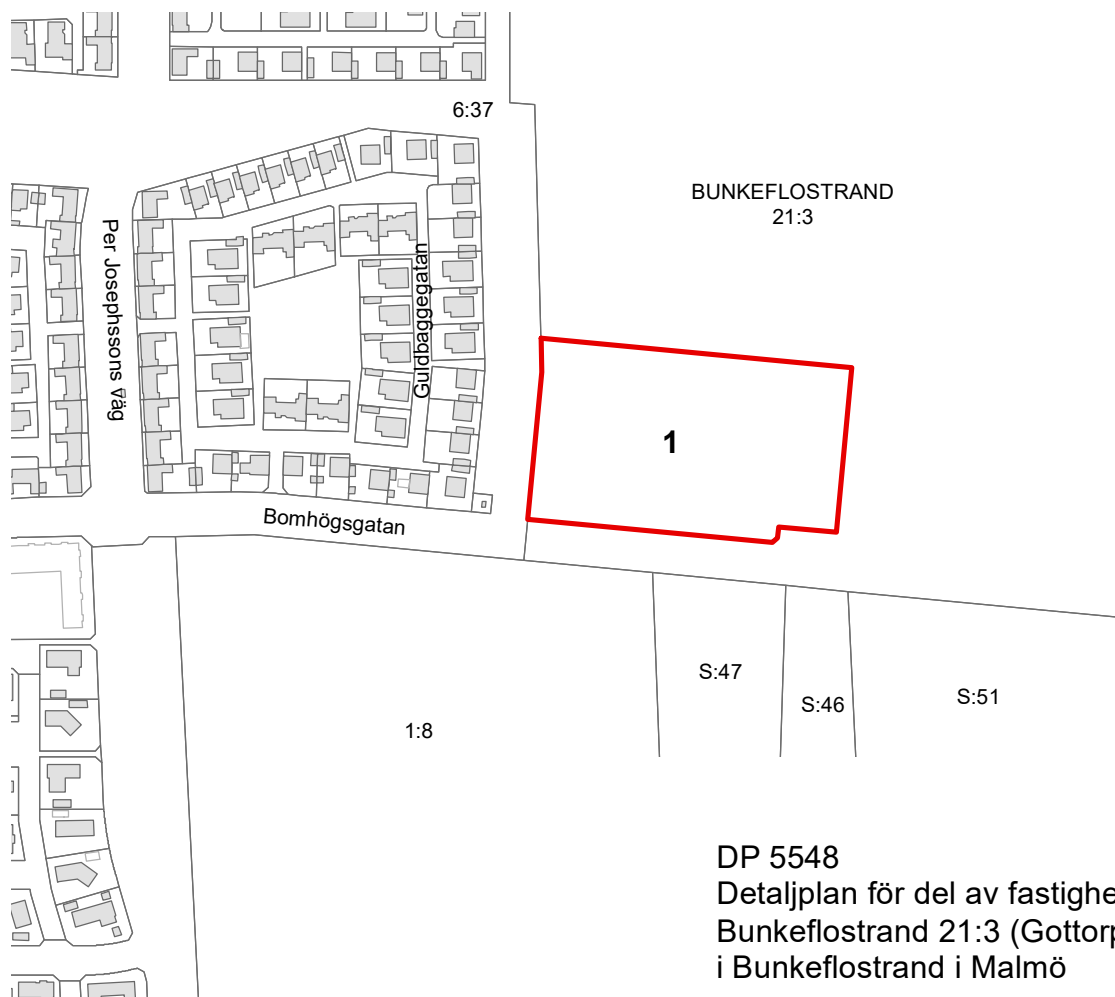 6:37
BUNKEFLOSTRAND
21:3
Per Josephssons Väg
Guldbaggegatan
1
Bomhögsgatan
S:47
S:46
S:51
1:8
DP 5548
Detaljplan för del av fastighe
Bunkeflostrand 21:3 (Gottorp
i Bunkeflostrand i Malmö